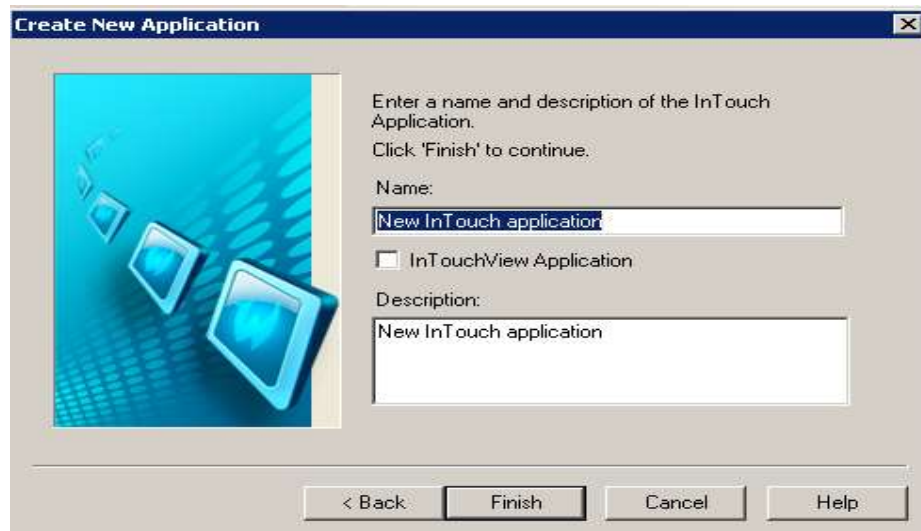 Create New Application
Enter a name and description of the InTouch
Application.
Click 'Finish' to continue.
Name:
New InTouch application
InTouchView Application
Description:
New InTouch application
< Back
Finish
Cancel
Help